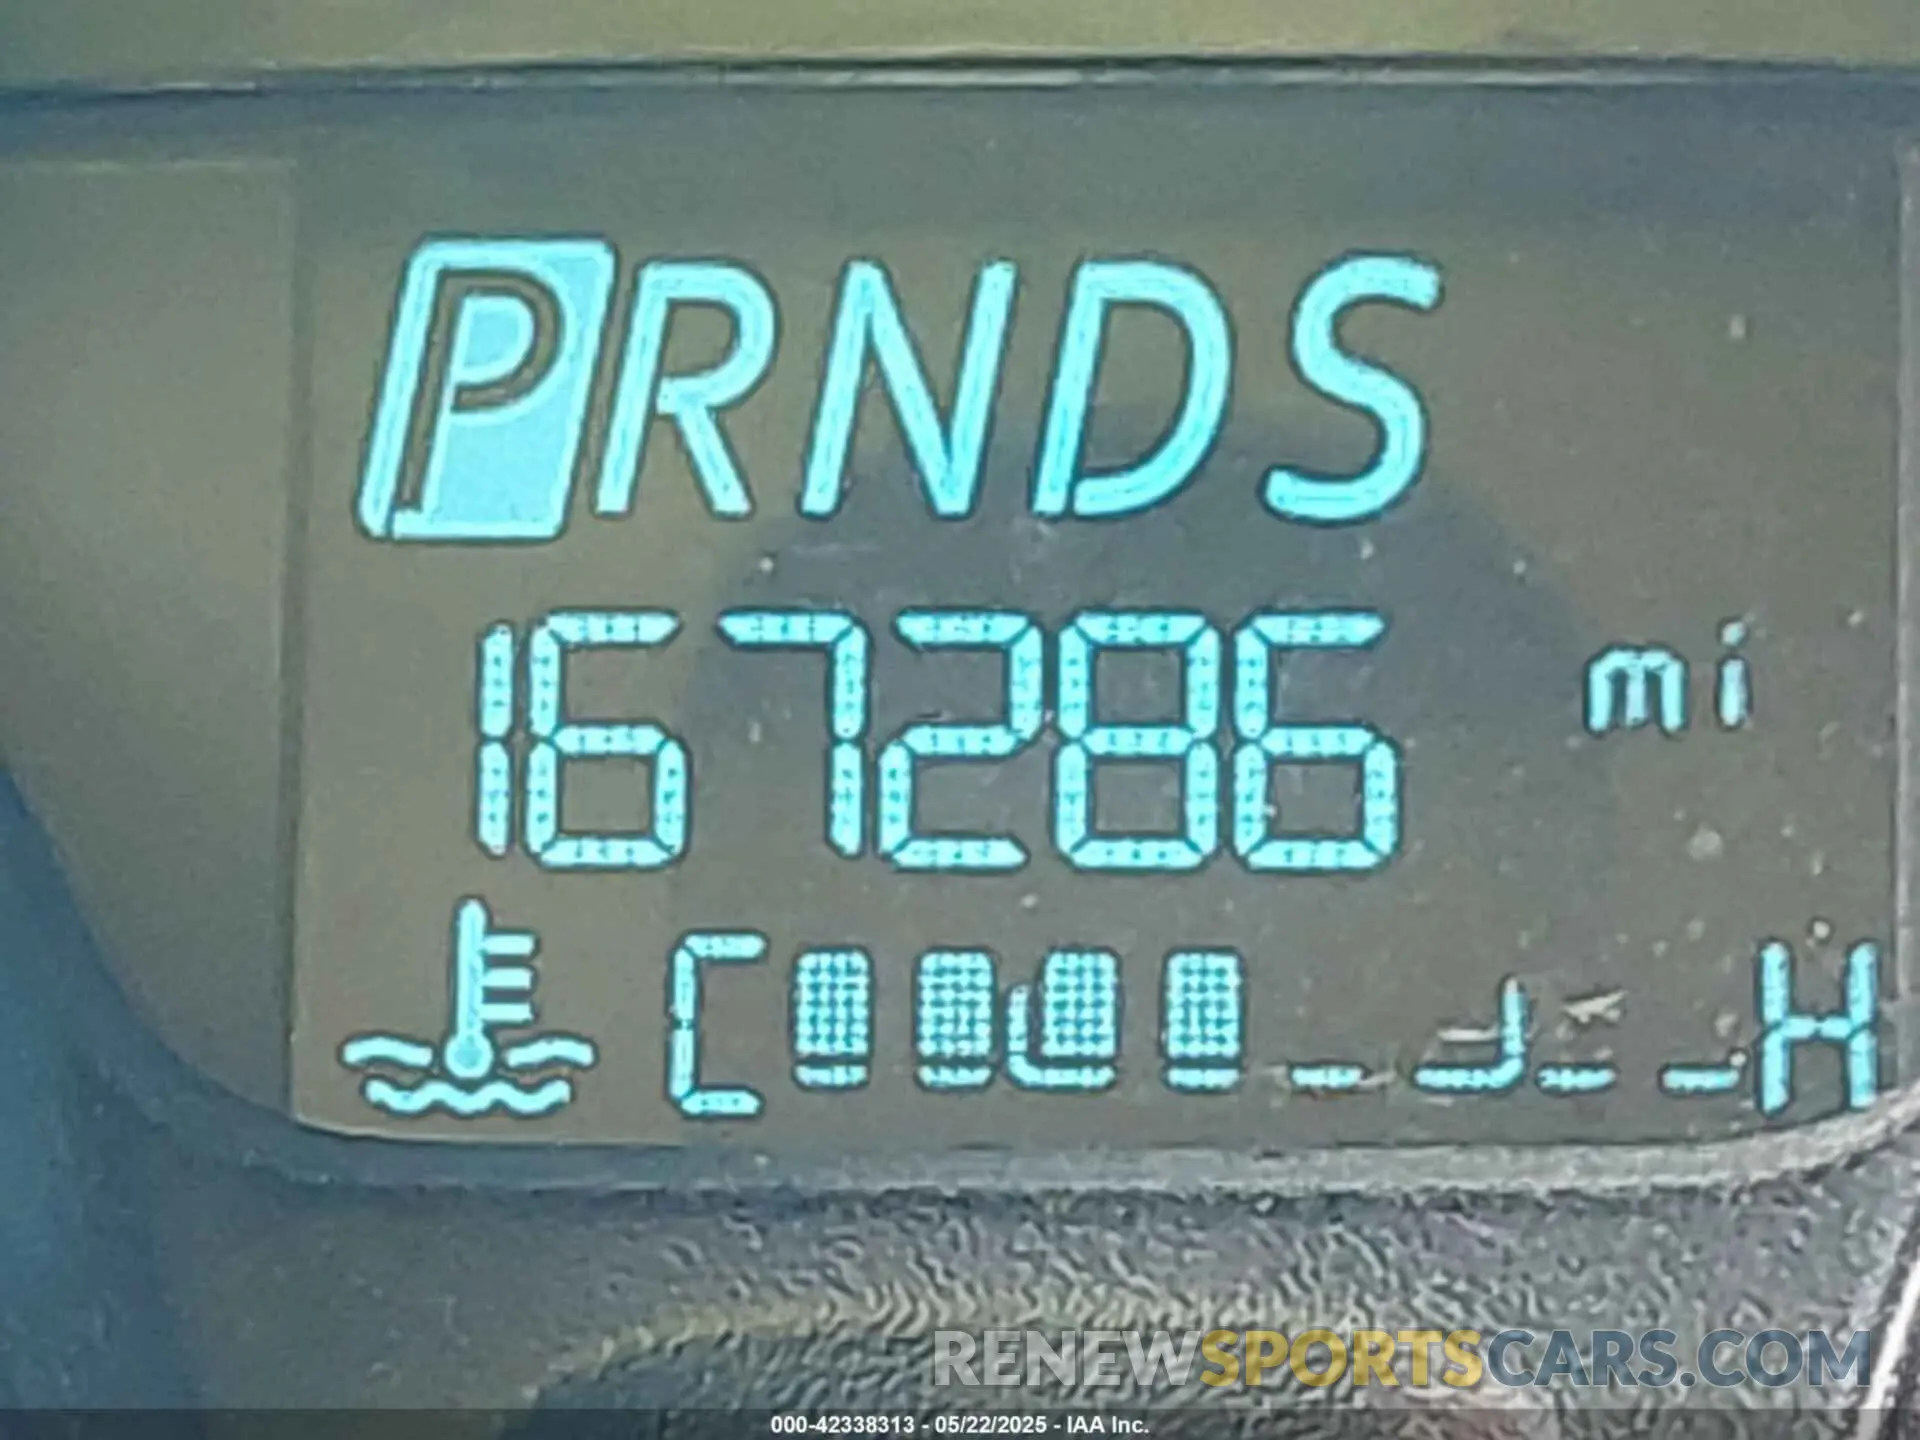 PRNDS
167286 mi
C H
RENEWSPORTSCARS.COM
000-42338313 - 05/22/2025 - IAA Inc.